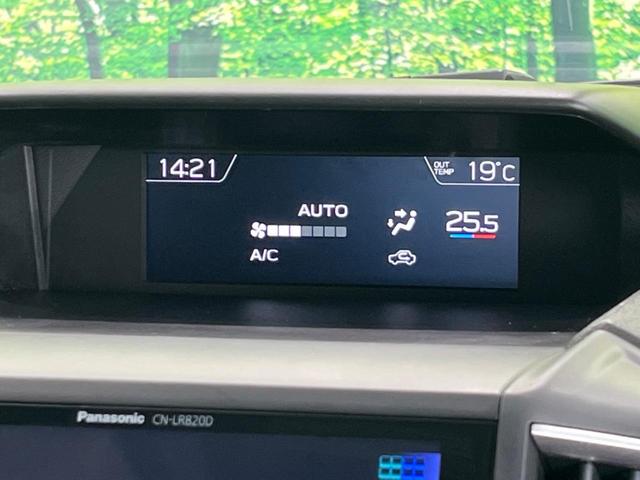 14:21
OUT TEMP 19°C
AUTO
25.5
A/C
Panasonic CN-LR820D